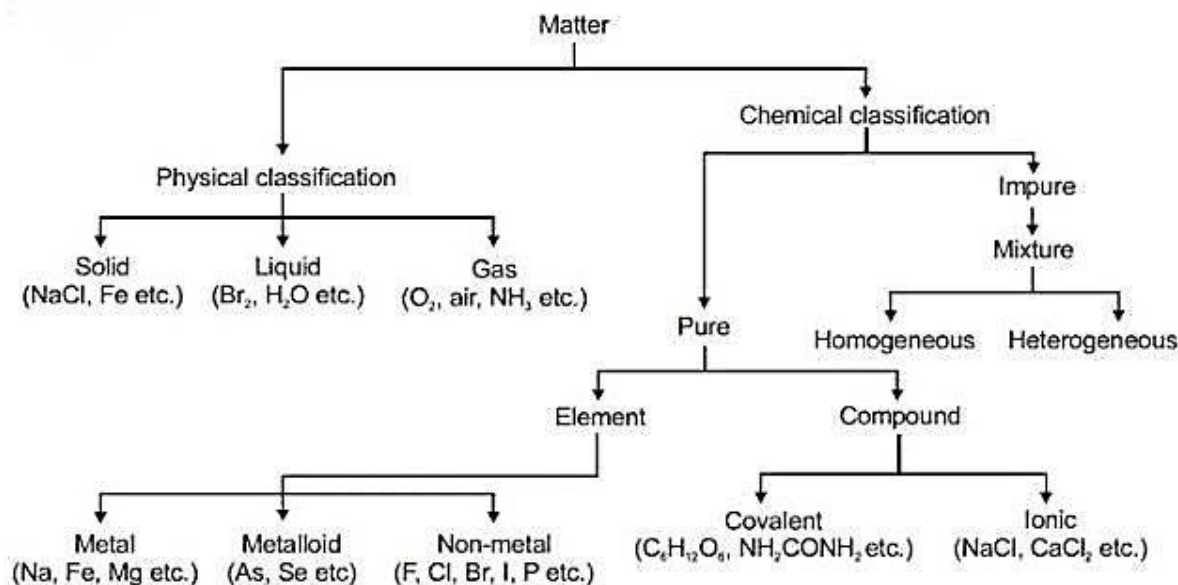 Matter
Chemical classification
Physical classification
Impure
Mixture
Solid
(NaCl, Fe etc.)
Liquid
(Br₂, H₂O etc.)
Gas
(O₂, air, NH₃ etc.)
Pure
Homogeneous
Heterogeneous
Element
Compound
Metal
(Na, Fe, Mg etc.)
Metalloid
(As, Se etc)
Non-metal
(F, Cl, Br, I, P etc.)
Covalent
(C₆H₁₂O₆, NH₂CONH₂ etc.)
Ionic
(NaCl, CaCl₂ etc.)